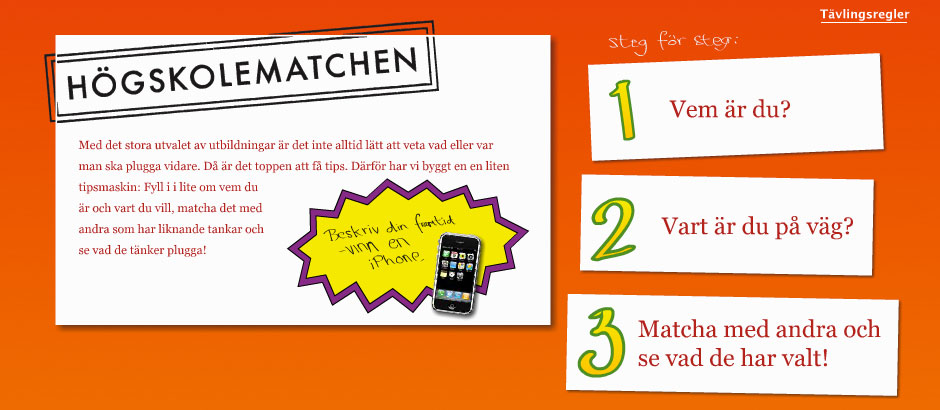 Tävlingsregler
HÖGSKOLEMATCHEN
Med det stora utvalet av utbildningar är det inte alltid lätt att veta vad eller var
man ska plugga vidare. Då är det toppen att få tips. Därför har vi byggt en en liten
tipsmaskin: Fyll i i lite om vem du
är och vart du vill, matcha det med
andra som har liknande tankar och
se vad de tänker plugga!
Beskriv din framtid
-vinn en
iPhone
steg för steg:
1
Vem är du?
2
Vart är du på väg?
3
Matcha med andra och
se vad de har valt!